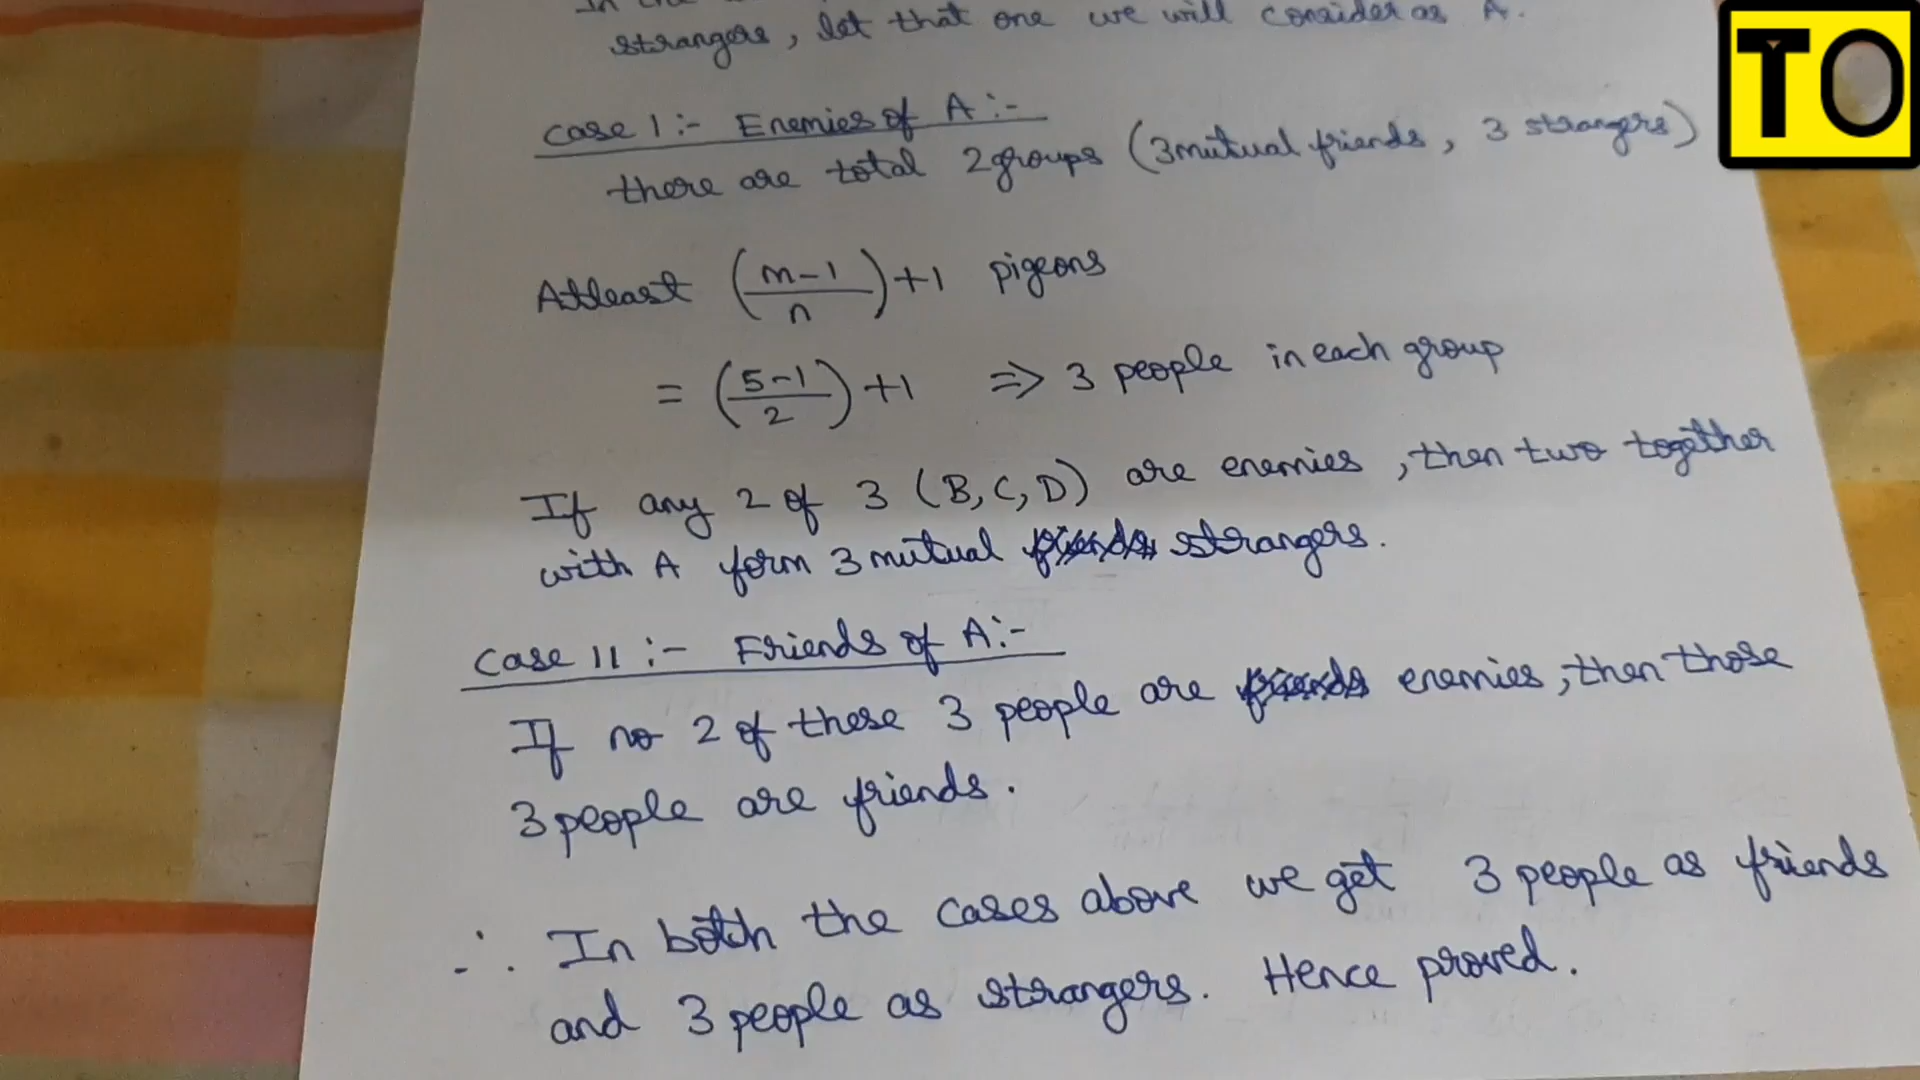 In the
strangers, let that one we will consider as A.
TO
Case I :- Enemies of A :-
there are total 2 groups (3 mutual friends, 3 strangers)
Atleast (m-1/n)+1 pigeons
= (5-1/2)+1 => 3 people in each group
If any 2 of 3 (B, C, D) are enemies, then two together
with A form 3 mutual friends strangers.
Case II :- Friends of A :-
If no 2 of these 3 people are friends enemies, then those
3 people are friends.
∴ In both the cases above we get 3 people as friends
and 3 people as strangers. Hence proved.